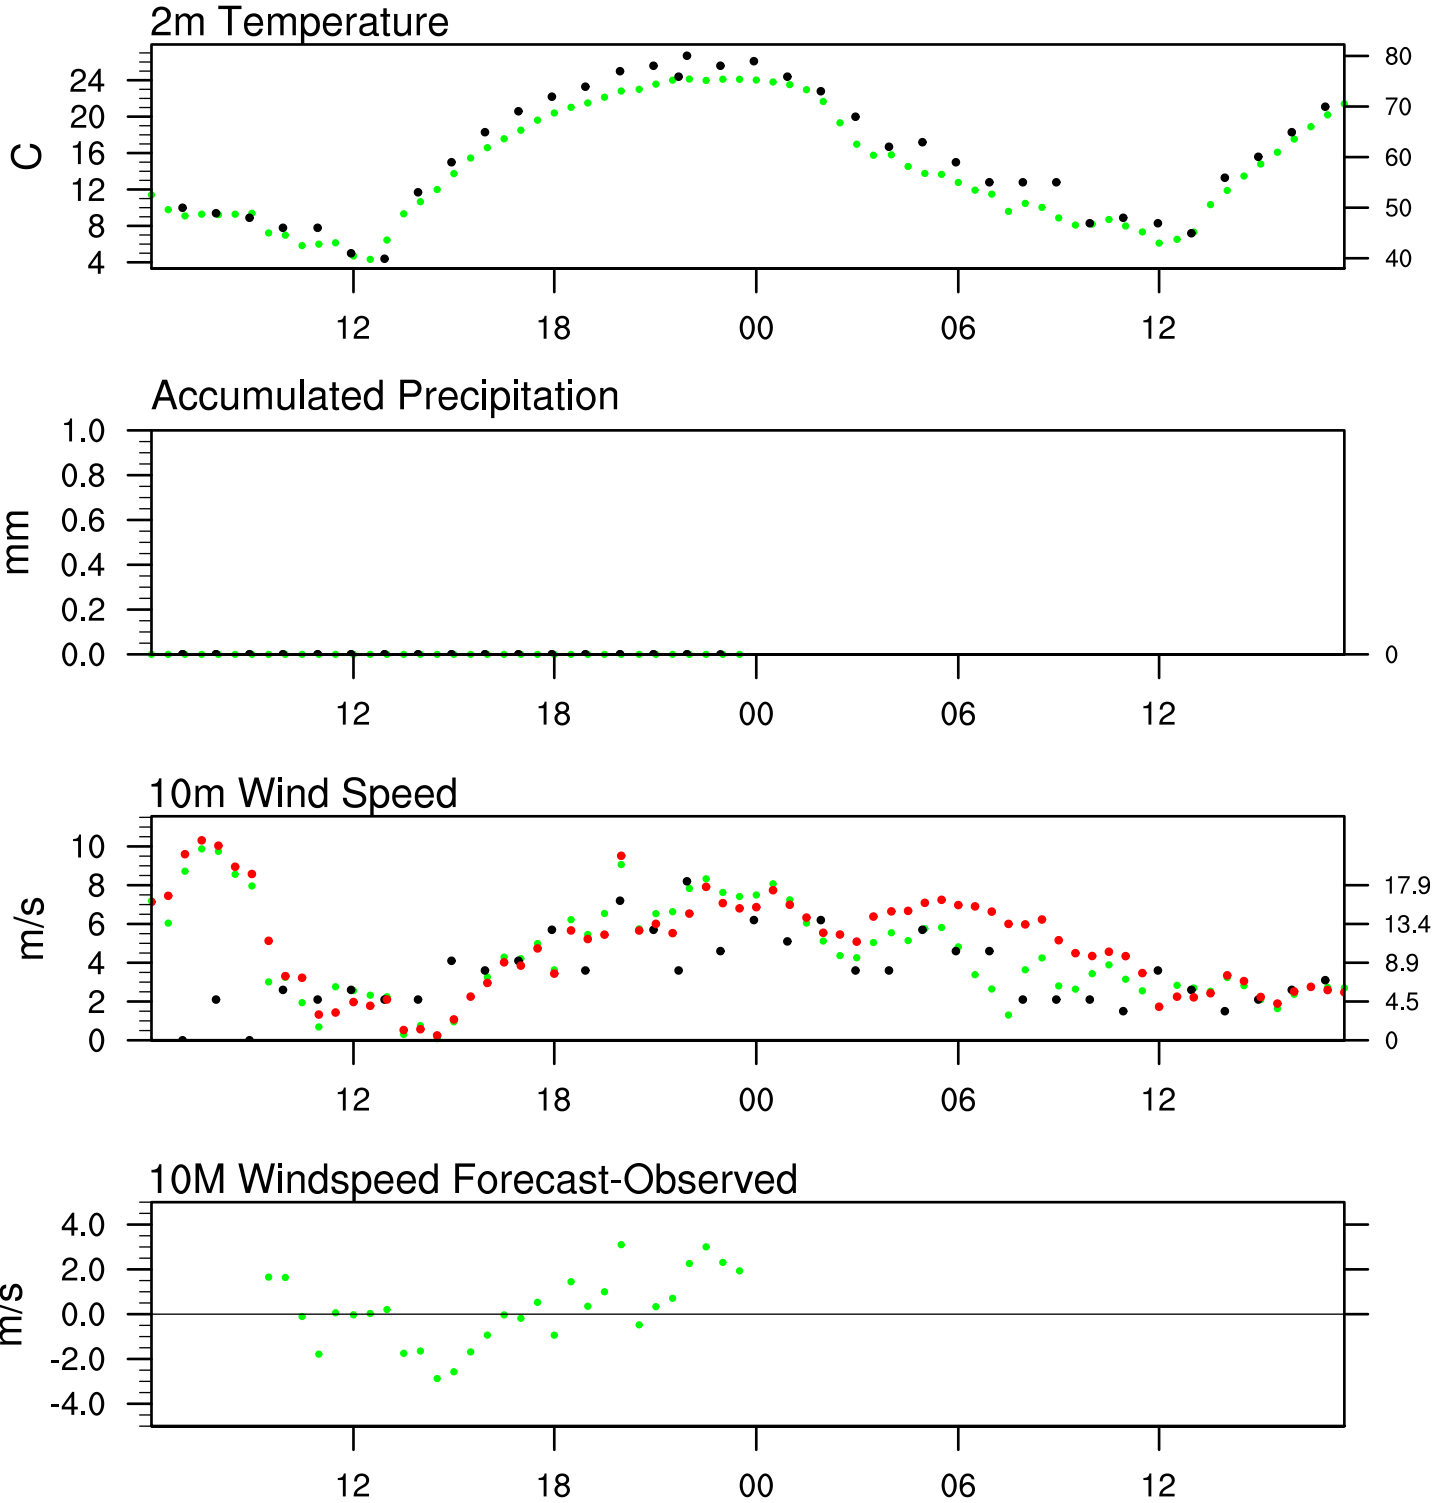 2m Temperature
24
20
16
12
8
4
C
80
70
60
50
40
12 18 00 06 12
Accumulated Precipitation
1.0
0.8
0.6
0.4
0.2
0.0
mm
0
12 18 00 06 12
10m Wind Speed
10
8
6
4
2
0
m/s
17.9
13.4
8.9
4.5
0
12 18 00 06 12
10M Windspeed Forecast-Observed
4.0
2.0
0.0
-2.0
-4.0
m/s
12 18 00 06 12